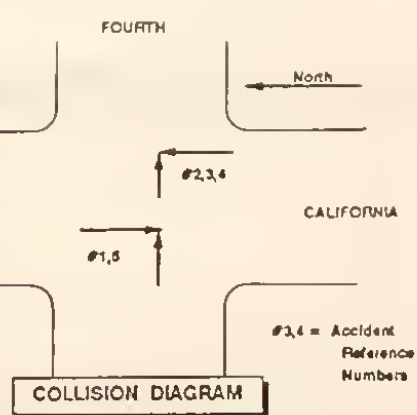 FOURTH
North
#2,3,4
CALIFORNIA
#1,5
#3,4 = Accident
Reference
Numbers
COLLISION DIAGRAM